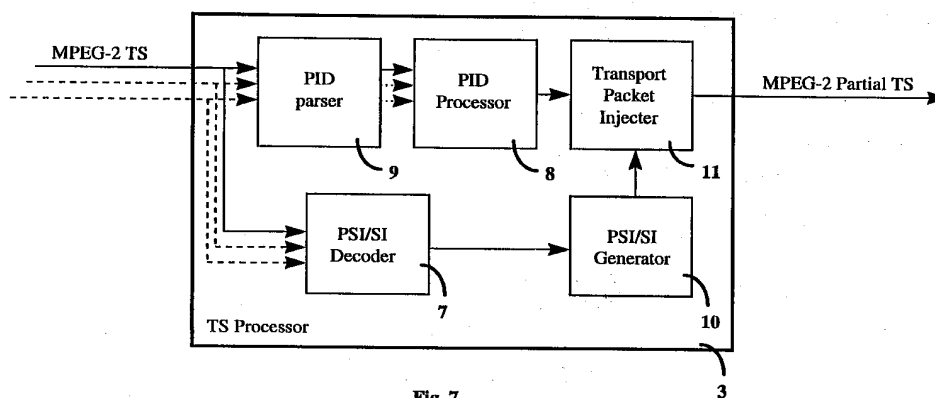 MPEG-2 TS
PID
parser
9
PID
Processor
8
Transport
Packet
Injecter
11
MPEG-2 Partial TS
PSI/SI
Decoder
7
PSI/SI
Generator
10
TS Processor
3
Fig. 7